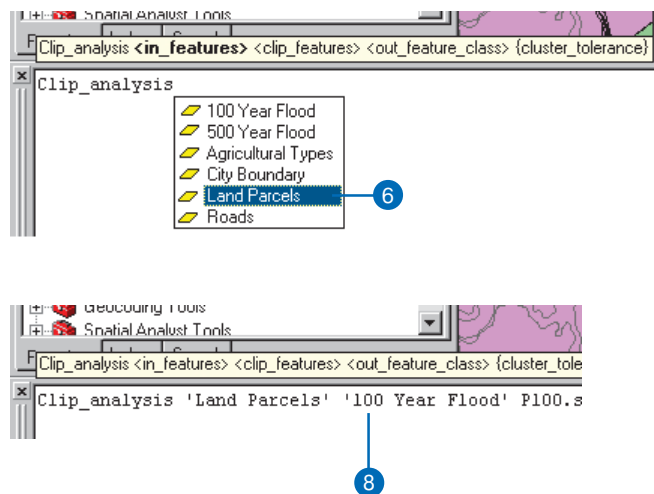 Spatial Analyst Tools
Clip_analysis <in_features> <clip_features> <out_feature_class> {cluster_tolerance}
Clip_analysis
100 Year Flood
500 Year Flood
Agricultural Types
City Boundary
Land Parcels
6
Roads
Geocoding Tools
Spatial Analyst Tools
Clip_analysis <in_features> <clip_features> <out_feature_class> {cluster_tole
Clip_analysis 'Land Parcels' '100 Year Flood' P100.s
8